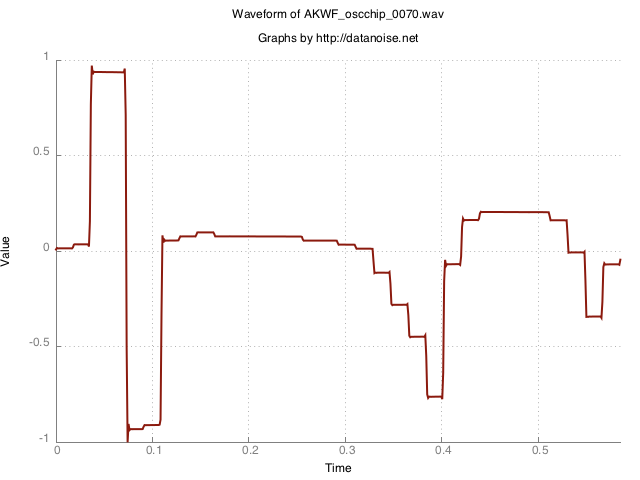 Waveform of AKWF_oscchip_0070.wav
Graphs by http://datanoise.net
1
0.5
0
-0.5
-1
Value
0 0.1 0.2 0.3 0.4 0.5
Time